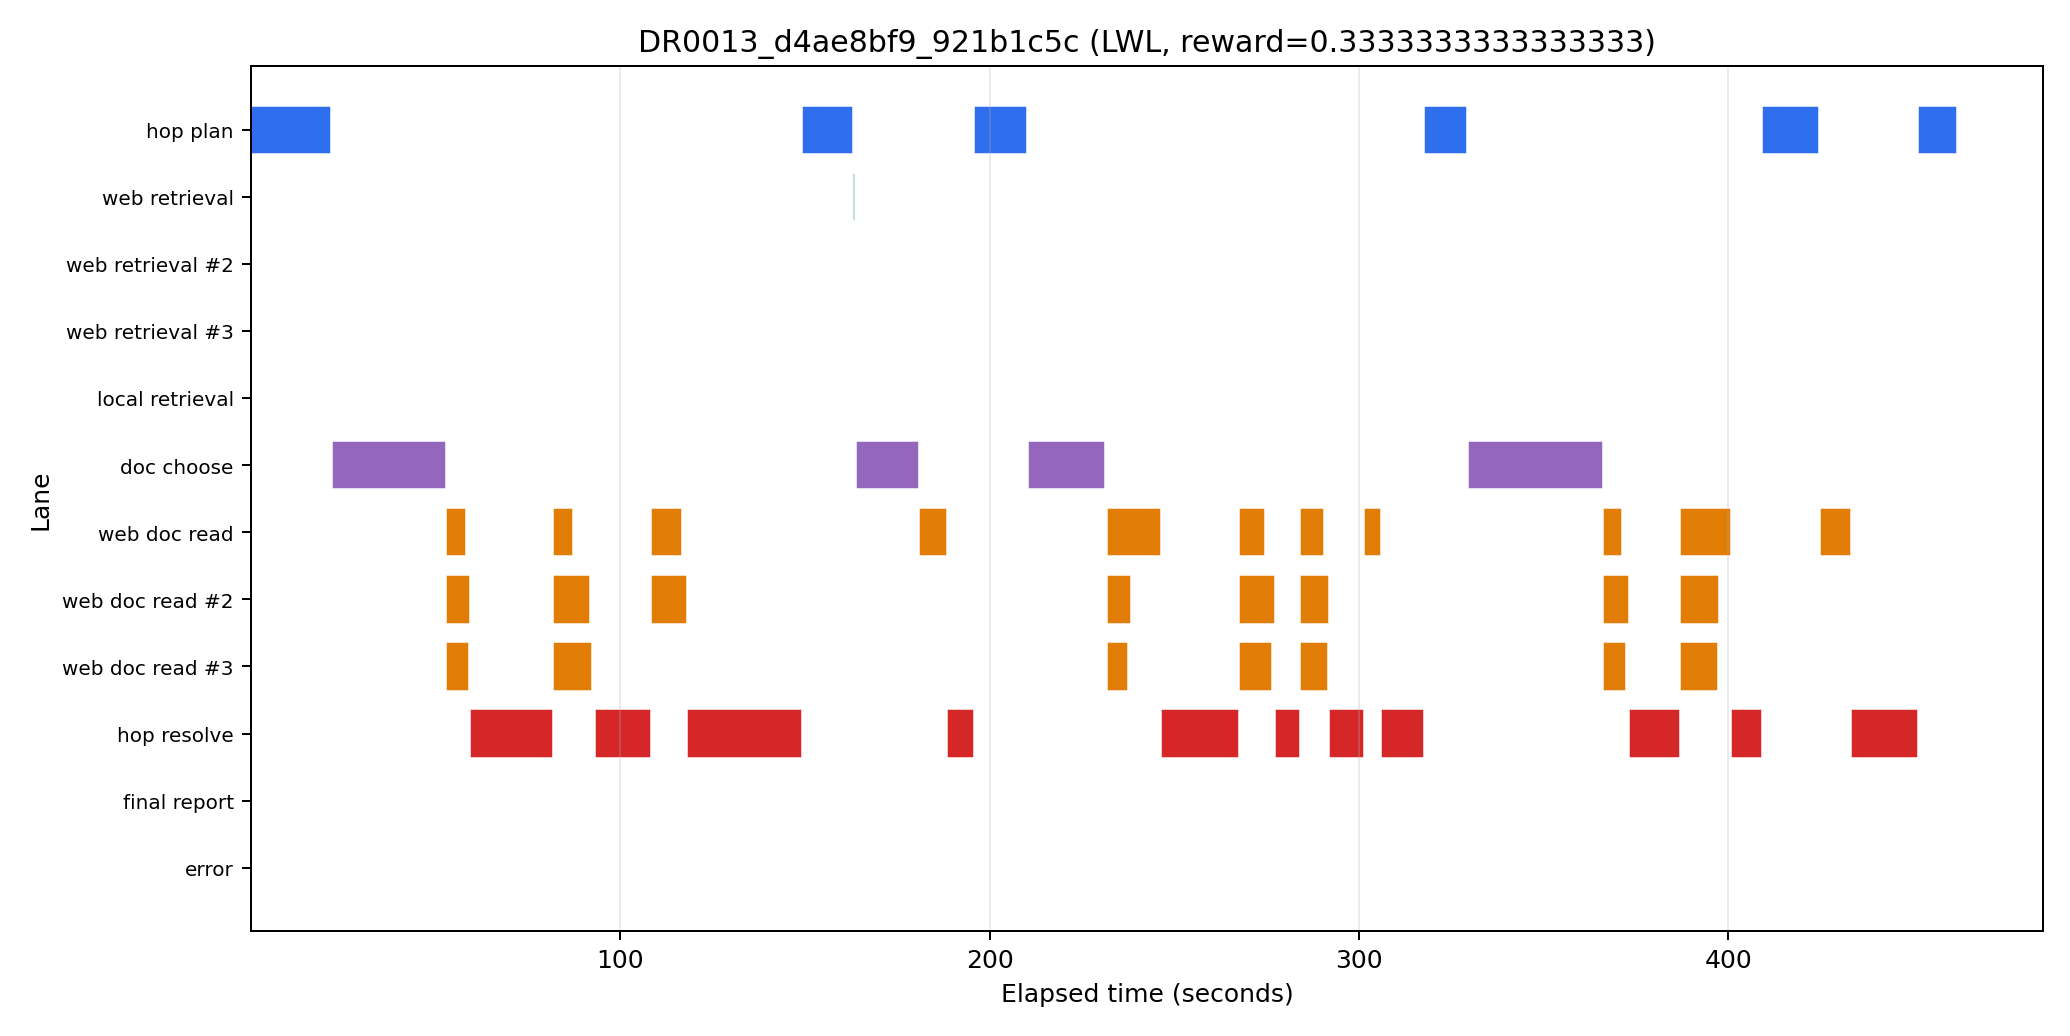 DR0013_d4ae8bf9_921b1c5c (LWL, reward=0.3333333333333333)
hop plan
web retrieval
web retrieval #2
web retrieval #3
local retrieval
doc choose
web doc read
web doc read #2
web doc read #3
hop resolve
final report
error
Lane
100 200 300 400
Elapsed time (seconds)